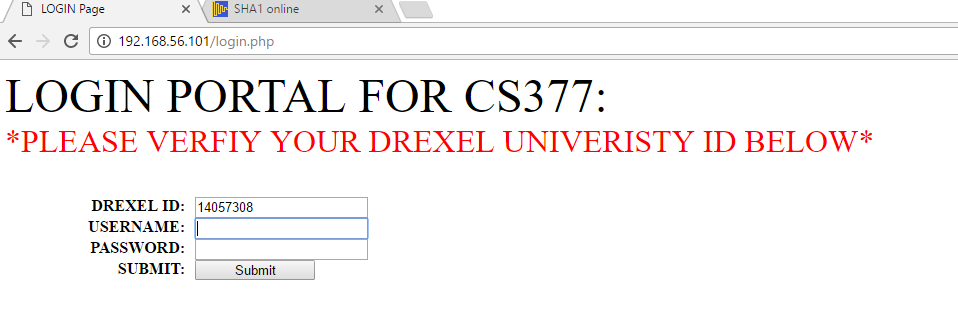 LOGIN Page
SHA1 online
192.168.56.101/login.php
LOGIN PORTAL FOR CS377:
*PLEASE VERFIY YOUR DREXEL UNIVERISTY ID BELOW*
DREXEL ID: 14057308
USERNAME:
PASSWORD:
SUBMIT: Submit